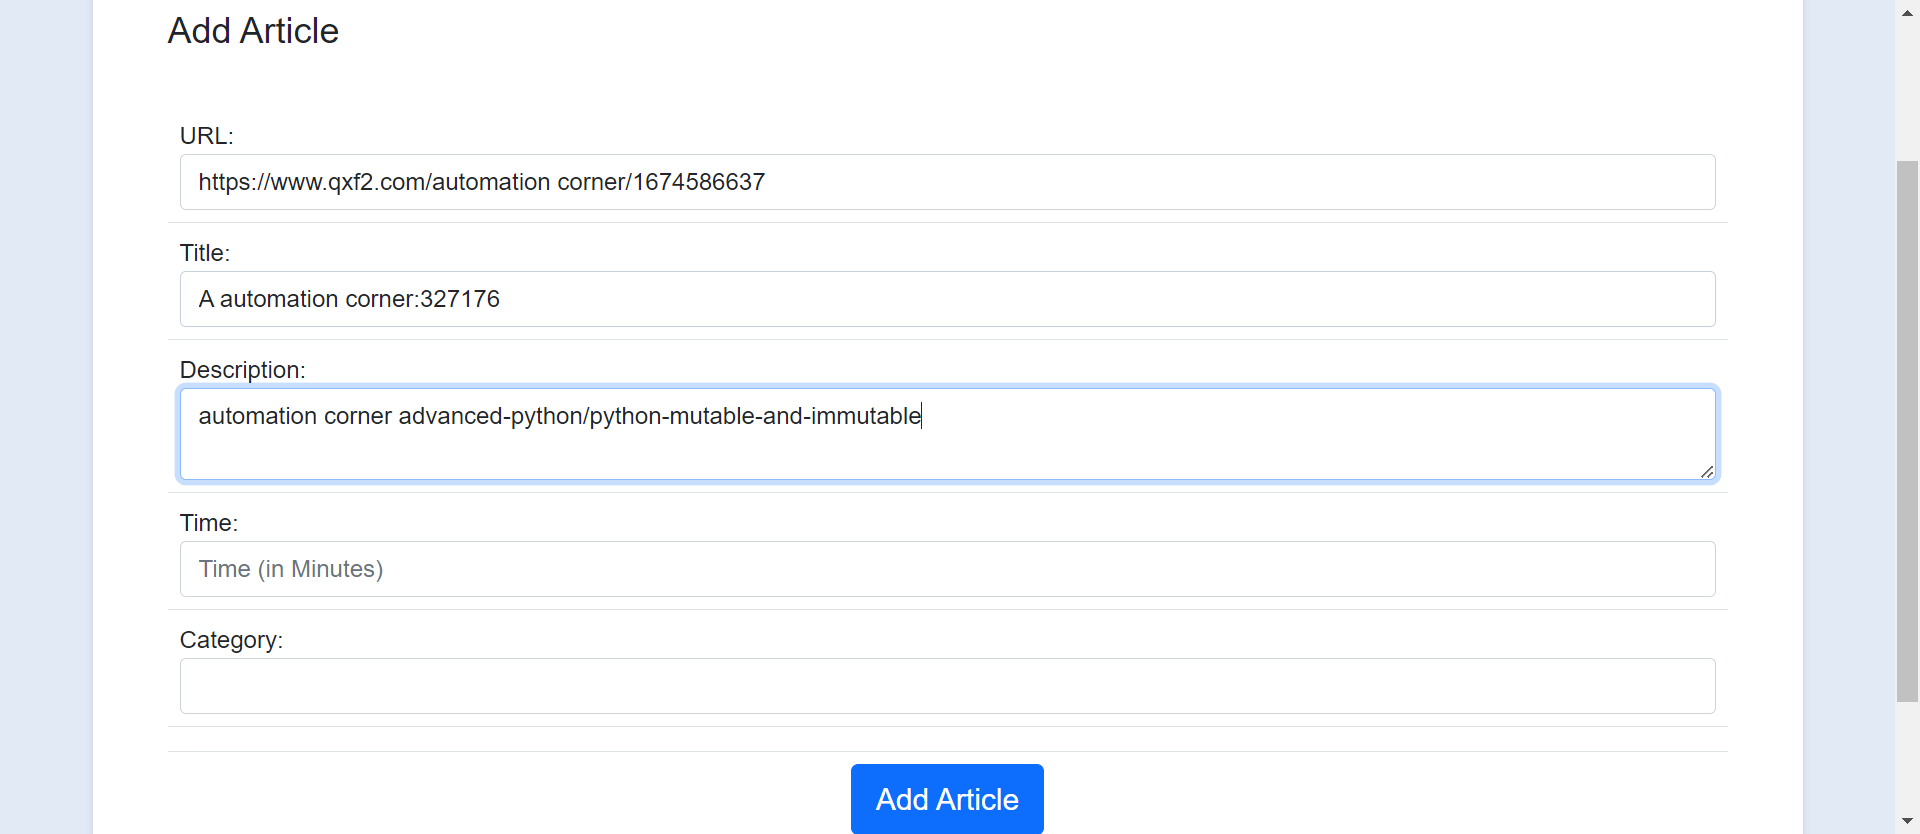 Add Article
URL:
https://www.qxf2.com/automation corner/1674586637
Title:
A automation corner:327176
Description:
automation corner advanced-python/python-mutable-and-immutable
Time:
Time (in Minutes)
Category:
Add Article